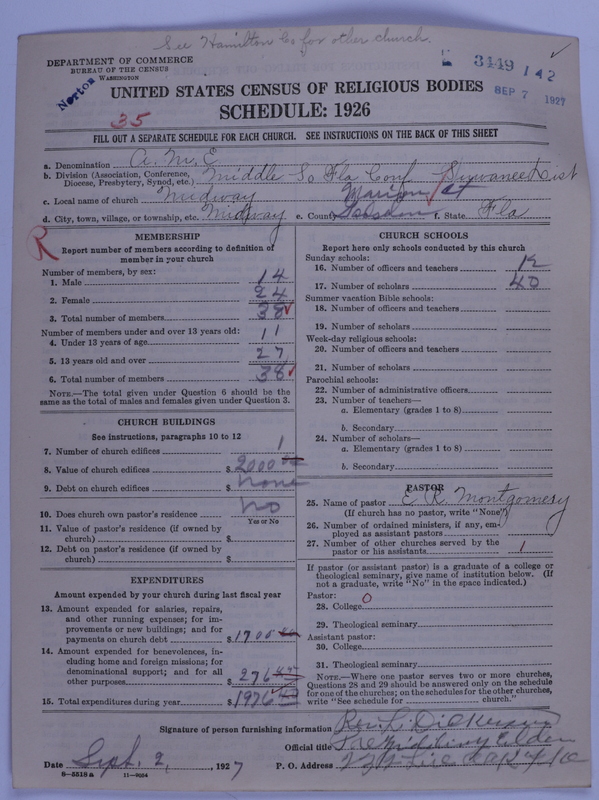 See Hamilton Co for other church.
DEPARTMENT OF COMMERCE
BUREAU OF THE CENSUS
WASHINGTON
Norton
3449 142
SEP 7 1927
UNITED STATES CENSUS OF RELIGIOUS BODIES
35
SCHEDULE: 1926
FILL OUT A SEPARATE SCHEDULE FOR EACH CHURCH. SEE INSTRUCTIONS ON THE BACK OF THIS SHEET
a. Denomination A. M. E
b. Division (Association, Conference, Diocese, Presbytery, Synod, etc.) Middle So Fla Conf Suwanee Dist
c. Local name of church Midway
Marion
d. City, town, village, or township, etc. Midway e. County Gadsden f. State Fla
R
MEMBERSHIP
Report number of members according to definition of
member in your church
Number of members, by sex:
1. Male 14
2. Female 24
3. Total number of members 38
Number of members under and over 13 years old:
4. Under 13 years of age 11
5. 13 years old and over 27
6. Total number of members 38
NOTE.—The total given under Question 6 should be
same as the total of males and females given under Question 3.
CHURCH BUILDINGS
See instructions, paragraphs 10 to 12
7. Number of church edifices 1
8. Value of church edifices $ 2000
9. Debt on church edifices $ none
10. Does church own pastor's residence No
Yes or No
11. Value of pastor's residence (if owned by
church) $
12. Debt on pastor's residence (if owned by
church) $
EXPENDITURES
Amount expended by your church during last fiscal year
13. Amount expended for salaries, repairs,
and other running expenses; for im-
provements or new buildings; and for
payments on church debt $ 1700
14. Amount expended for benevolences, in-
cluding home and foreign missions; for
denominational support; and for all
other purposes $ 276
15. Total expenditures during year $ 1976
CHURCH SCHOOLS
Report here only schools conducted by this church
Sunday schools:
16. Number of officers and teachers 12
17. Number of scholars 40
Summer vacation Bible schools:
18. Number of officers and teachers
19. Number of scholars
Week-day religious schools:
20. Number of officers and teachers
21. Number of scholars
Parochial schools:
22. Number of administrative officers
23. Number of teachers—
a. Elementary (grades 1 to 8)
b. Secondary
24. Number of scholars—
a. Elementary (grades 1 to 8)
b. Secondary
PASTOR
25. Name of pastor E R Montgomery
(If church has no pastor, write "None")
26. Number of ordained ministers, if any, em-
ployed as assistant pastors
27. Number of other churches served by the
pastor or his assistants 1
If pastor (or assistant pastor) is a graduate of a college or
theological seminary, give name of institution below. (If
not a graduate, write "No" in the space indicated.)
Pastor:
28. College O
29. Theological seminary
Assistant pastor:
30. College
31. Theological seminary
NOTE.—Where one pastor serves two or more churches,
Questions 28 and 29 should be answered only on the schedule
for one of the churches; on the schedules for the other churches,
write "See schedule for church."
Signature of person furnishing information Rev. L. Dickerson
Official title Presiding Elder
Date Sept. 2, 1927 P. O. Address
8—5518a 11—9094